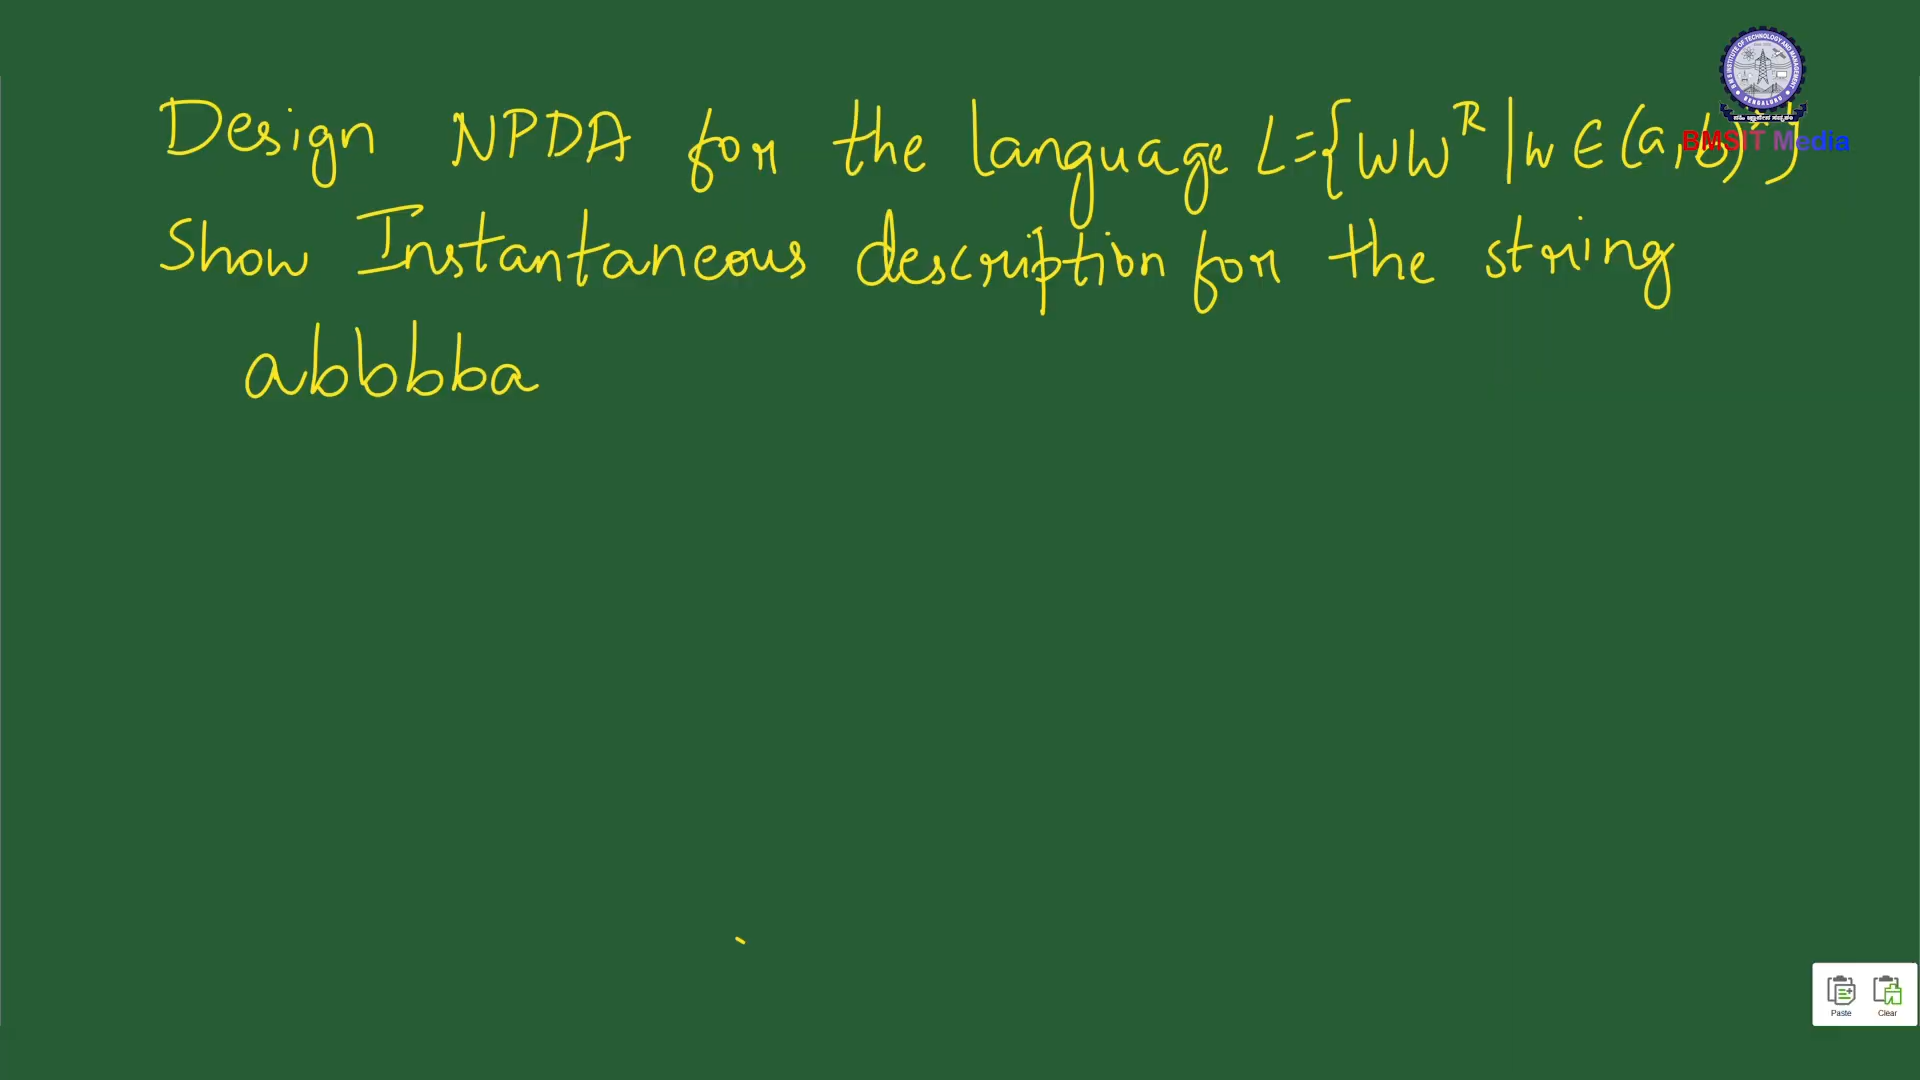 Design NPDA for the language L={WW^R|W∈(a,b)*}
Show Instantaneous description for the string
abbbba
BMSIT Media
Paste Clear